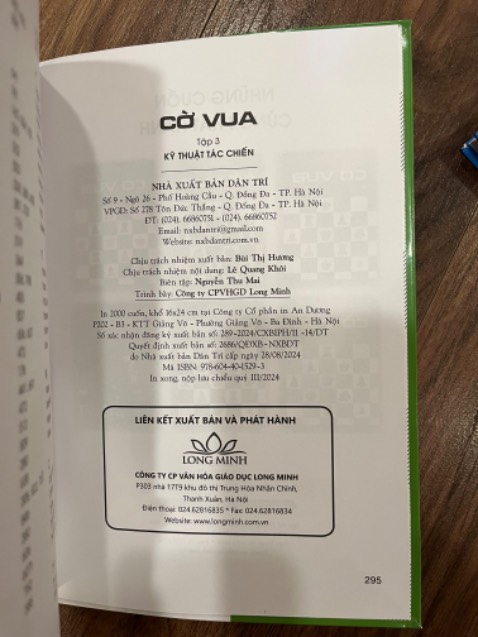 CỜ VUA
Tập 3
KỸ THUẬT TÁC CHIẾN
NHÀ XUẤT BẢN DÂN TRÍ
Số 9 - Ngõ 26 - Phố Hoàng Cầu - Q. Đống Đa - TP. Hà Nội
VPGD: Số 278 Tôn Đức Thắng - Q. Đống Đa - TP. Hà Nội
ĐT: (024). 66860751 - (024). 66860752
Email: nxbdantri@gmail.com
Website: nxbdantri.com.vn
Chịu trách nhiệm xuất bản: Bùi Thị Hương
Chịu trách nhiệm nội dung: Lê Quang Khôi
Biên tập: Nguyễn Thu Mai
Trình bày: Công ty CPVHGD Long Minh
In 2000 cuốn, khổ 16x24 cm tại Công ty Cổ phần in An Dương
P202 - B3 - KTT Giảng Võ - Phường Giảng Võ - Ba Đình - Hà Nội
Số xác nhận đăng ký xuất bản số: 289-2024/CXBIPH/11 -14/DT
Quyết định xuất bản số: 2686/QĐXB-NXBDT
do Nhà xuất bản Dân Trí cấp ngày 28/08/2024
Mã ISBN: 978-604-40-1529-3
In xong, nộp lưu chiểu quý III/2024
LIÊN KẾT XUẤT BẢN VÀ PHÁT HÀNH
LONG MINH
CÔNG TY CP VĂN HÓA GIÁO DỤC LONG MINH
P303 nhà 17T9 khu đô thị Trung Hòa Nhân Chính,
Thanh Xuân, Hà Nội
Điện thoại: 024.62816835 * Fax: 024.62816834
Website: www.longminh.com.vn
295